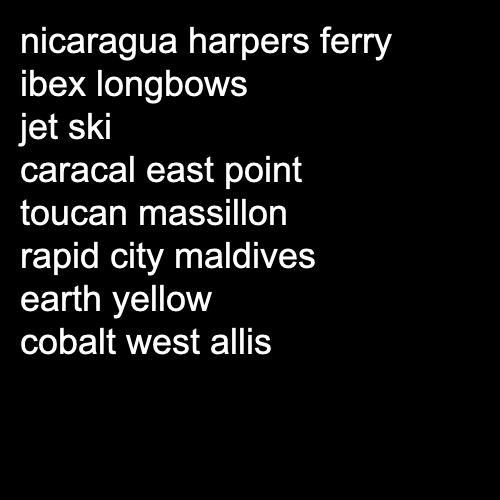 nicaragua harpers ferry
ibex longbows
jet ski
caracal east point
toucan massillon
rapid city maldives
earth yellow
cobalt west allis